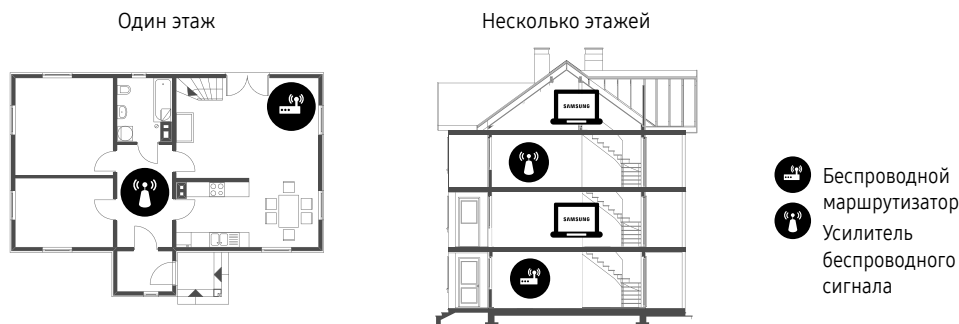 Один этаж
Несколько этажей
SAMSUNG
SAMSUNG
Беспроводной
маршрутизатор
Усилитель
беспроводного
сигнала